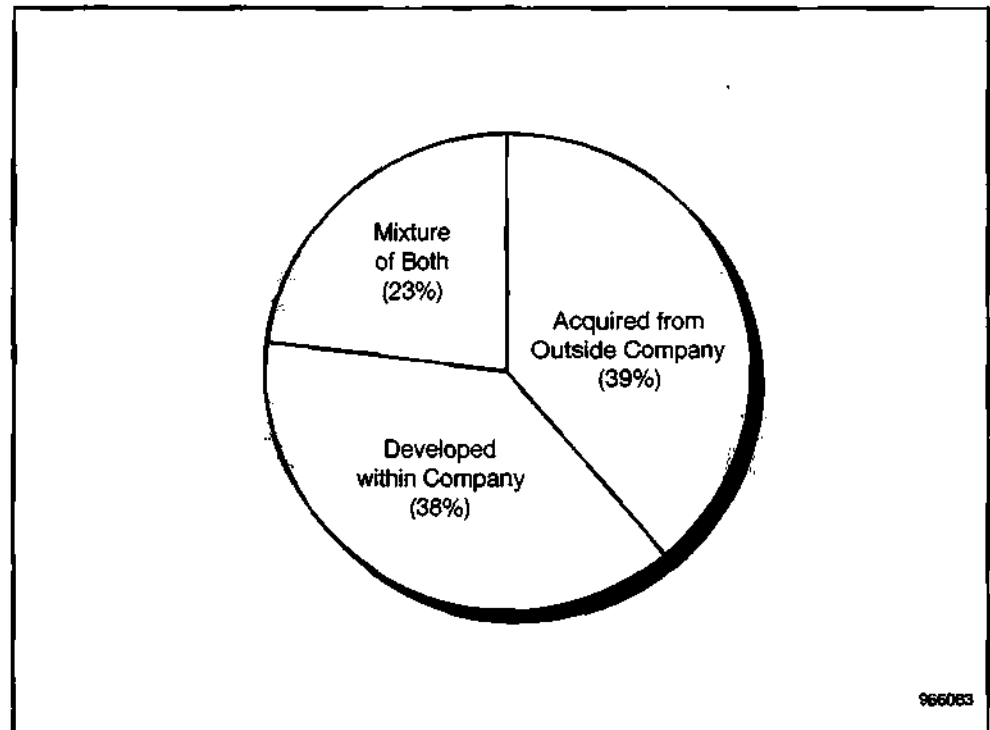 Mixture
of Both
(23%)
Acquired from
Outside Company
(39%)
Developed
within Company
(38%)
966083